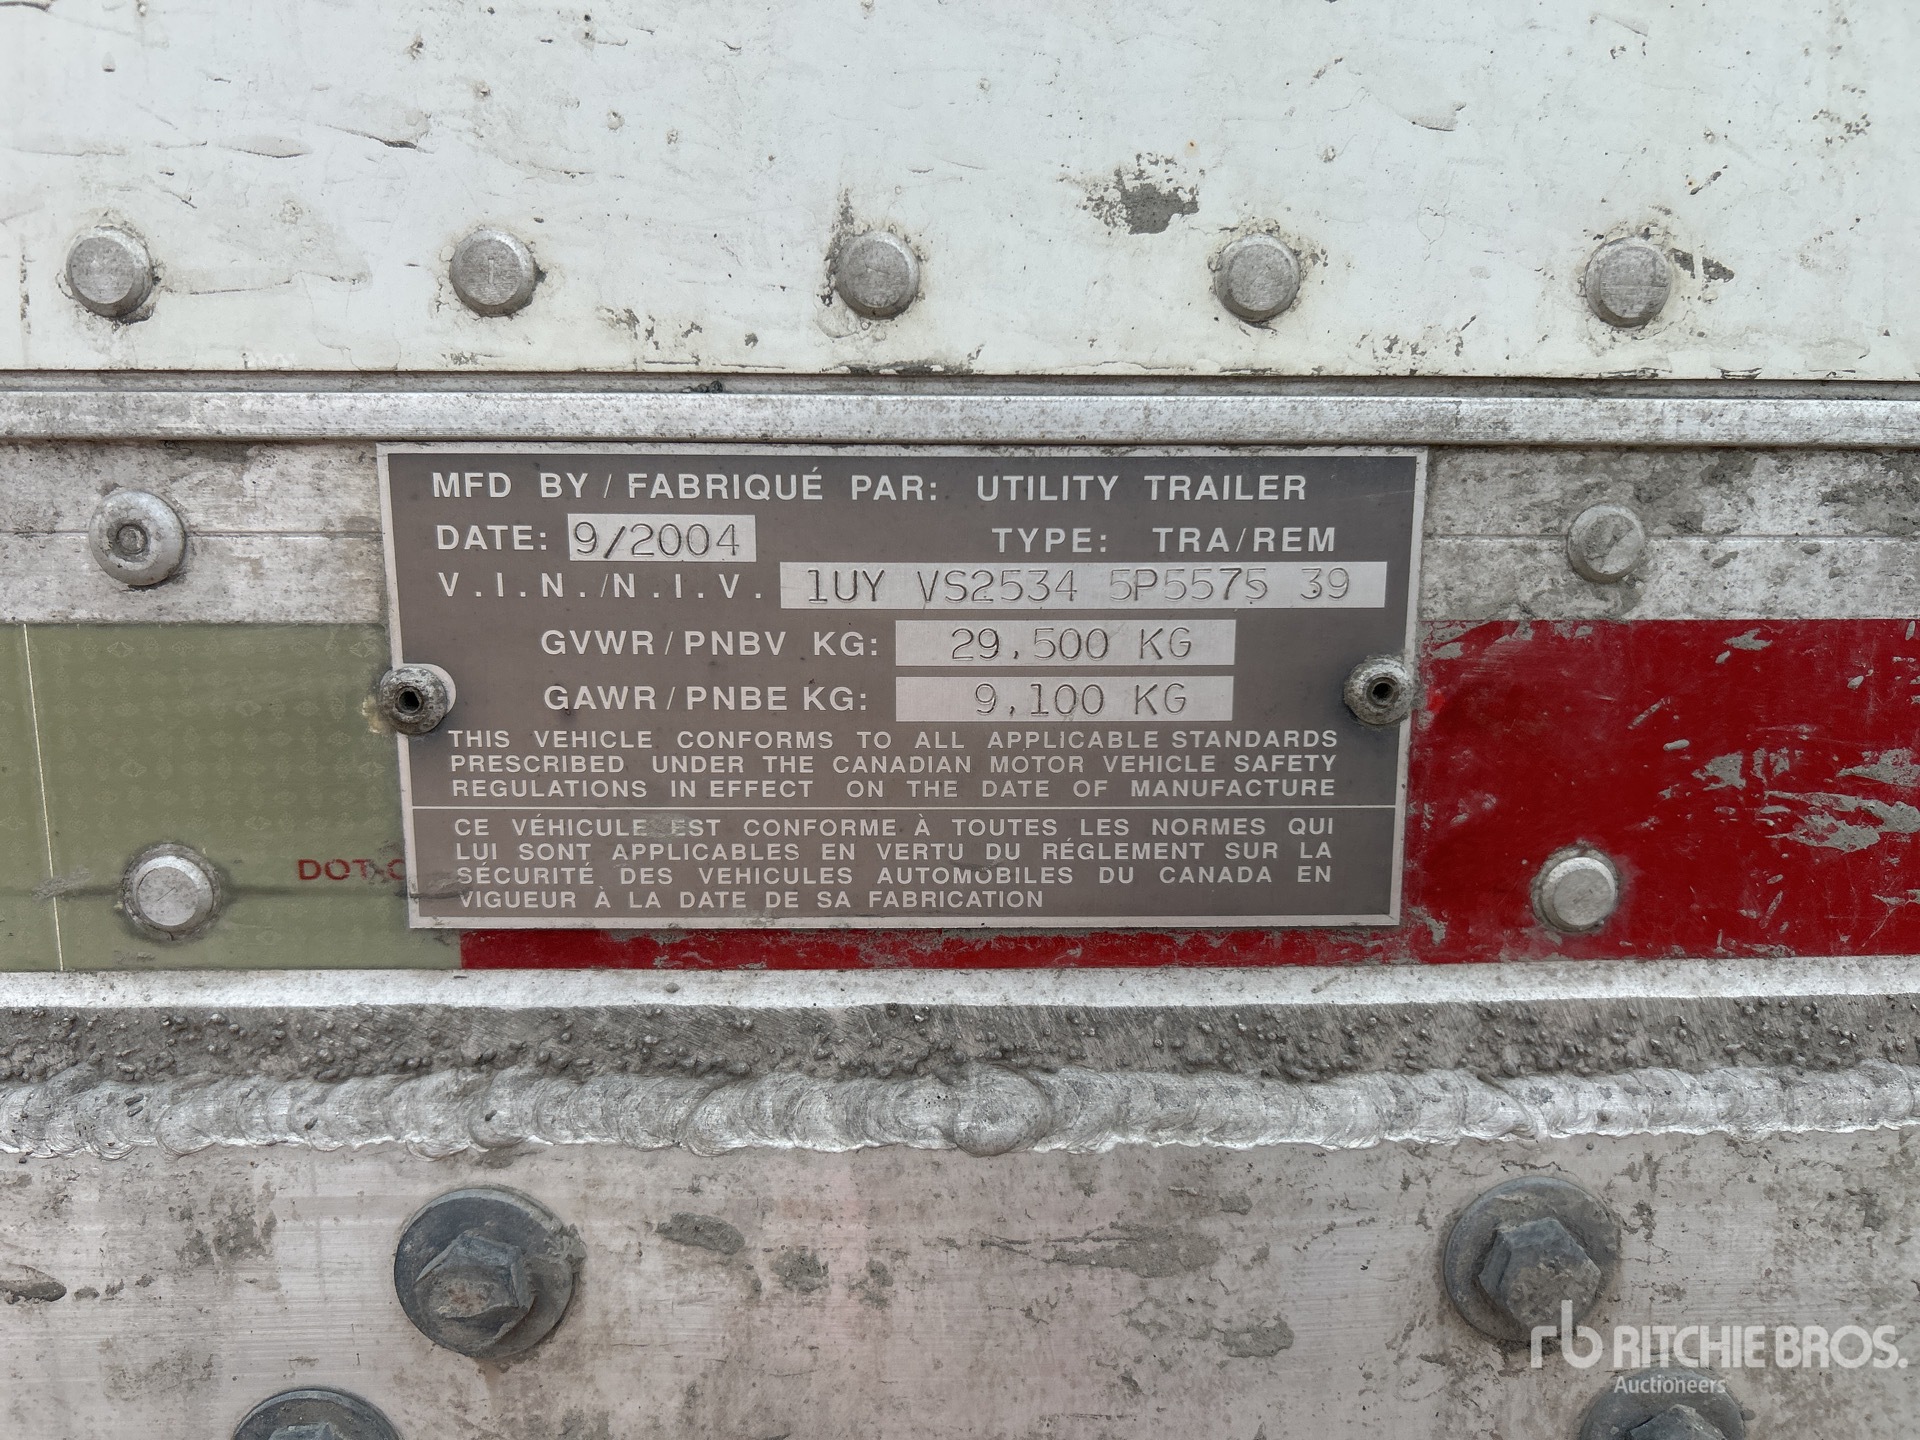 MFD BY / FABRIQUÉ PAR: UTILITY TRAILER
DATE: 9/2004 TYPE: TRA/REM
V.I.N./N.I.V. 1UY VS2534 5P5575 39
GVWR/PNBV KG: 29,500 KG
GAWR/PNBE KG: 9,100 KG
THIS VEHICLE CONFORMS TO ALL APPLICABLE STANDARDS
PRESCRIBED UNDER THE CANADIAN MOTOR VEHICLE SAFETY
REGULATIONS IN EFFECT ON THE DATE OF MANUFACTURE
CE VÉHICULE EST CONFORME À TOUTES LES NORMES QUI
LUI SONT APPLICABLES EN VERTU DU RÉGLEMENT SUR LA
SÉCURITÉ DES VEHICULES AUTOMOBILES DU CANADA EN
VIGUEUR À LA DATE DE SA FABRICATION
DOT-C
rb RITCHIE BROS.
Auctioneers